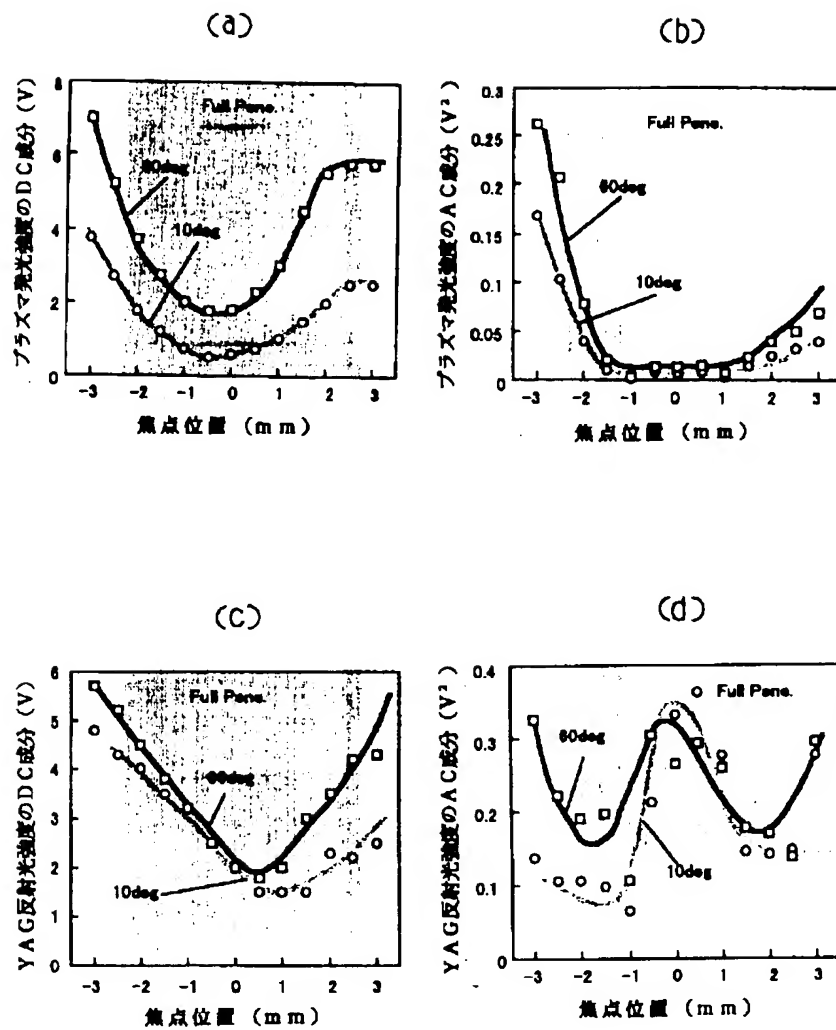 (a)
プラズマ発光強度のDC成分 (V)
8
6
4
2
0
Full Pene.
60deg
10deg
-3 -2 -1 0 1 2 3
焦点位置 (mm)
(b)
プラズマ発光強度のAC成分 (V²)
0.3
0.25
0.2
0.15
0.1
0.05
0
Full Pene.
60deg
10deg
-3 -2 -1 0 1 2 3
焦点位置 (mm)
(c)
YAG反射光強度のDC成分 (V)
6
5
4
3
2
1
0
Full Pene.
60deg
10deg
-3 -2 -1 0 1 2 3
焦点位置 (mm)
(d)
YAG反射光強度のAC成分 (V²)
0.4
0.3
0.2
0.1
0
Full Pene.
60deg
10deg
-3 -2 -1 0 1 2 3
焦点位置 (mm)